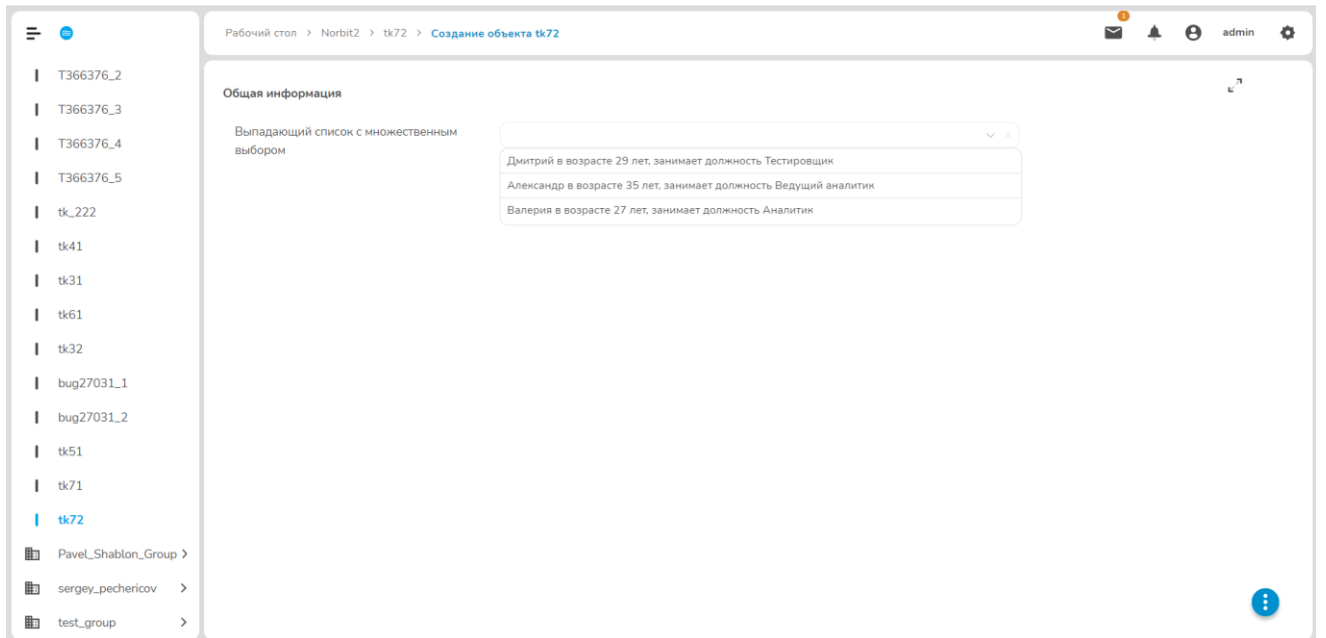 Рабочий стол > Norbit2 > tk72 > Создание объекта tk72
1
admin
T366376_2
T366376_3
T366376_4
T366376_5
tk_222
tk41
tk31
tk61
tk32
bug27031_1
bug27031_2
tk51
tk71
tk72
Pavel_Shablon_Group
sergey_pechericov
test_group
Общая информация
Выпадающий список с множественным
выбором
Дмитрий в возрасте 29 лет, занимает должность Тестировщик
Александр в возрасте 35 лет, занимает должность Ведущий аналитик
Валерия в возрасте 27 лет, занимает должность Аналитик